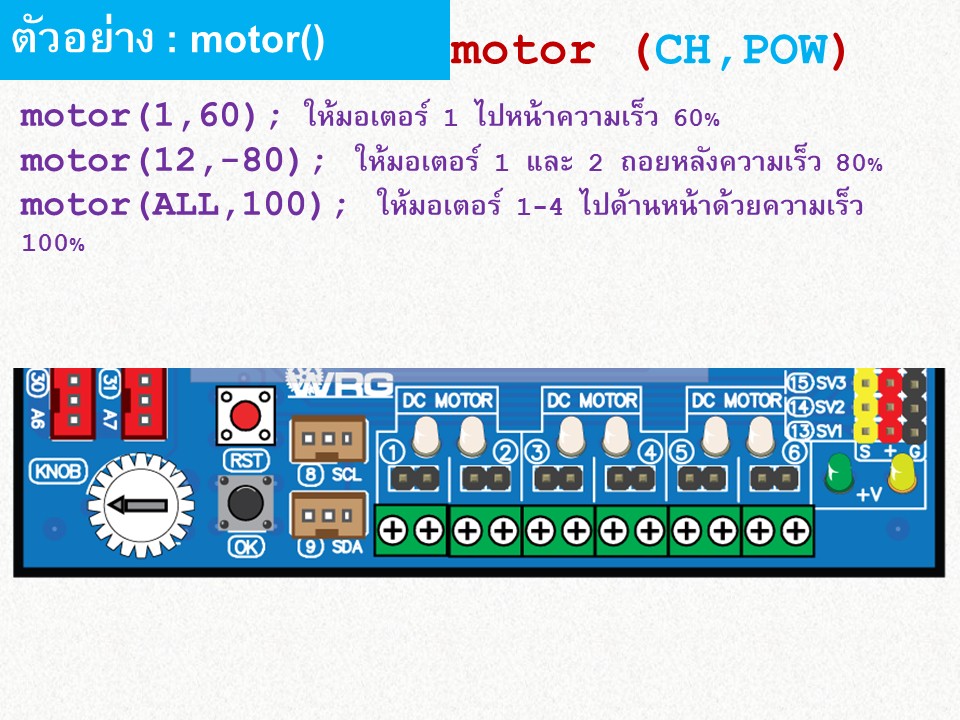 ตัวอย่าง : motor()
motor (CH,POW)
motor(1,60); ให้มอเตอร์ 1 ไปหน้าความเร็ว 60%
motor(12,-80); ให้มอเตอร์ 1 และ 2 ถอยหลังความเร็ว 80%
motor(ALL,100); ให้มอเตอร์ 1-4 ไปด้านหน้าด้วยความเร็ว
100%
30 A6
31 A7
WRG
KNOB
RST
OK
8 SCL
9 SDA
DC MOTOR
DC MOTOR
DC MOTOR
1 2 3 4 5 6
15 SV3
14 SV2
13 SV1
S + G
+V